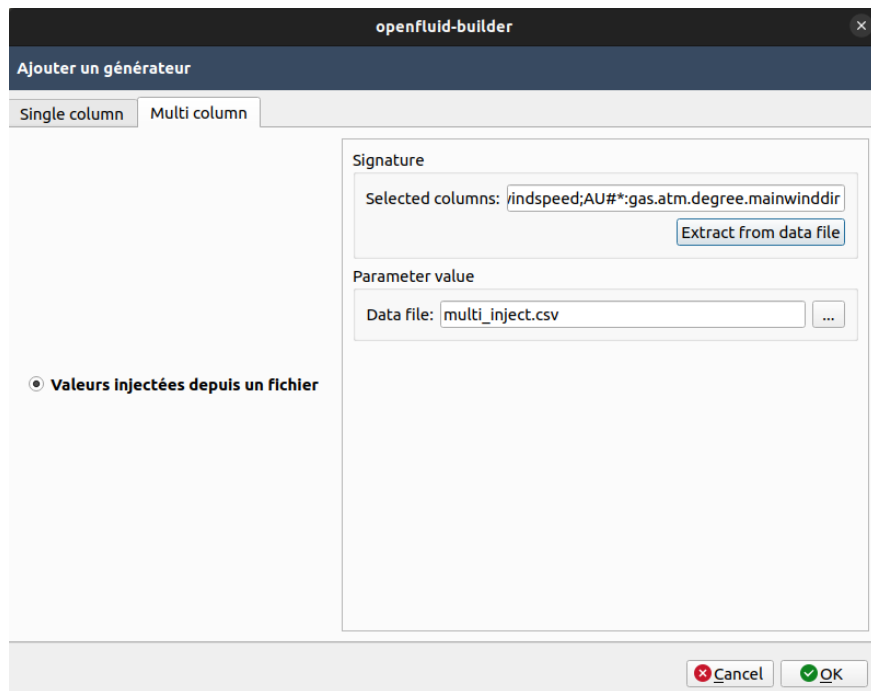 openfluid-builder
Ajouter un générateur
Single column Multi column
Signature
Selected columns: vindspeed;AU#*:gas.atm.degree.mainwinddir
Extract from data file
Parameter value
Data file: multi_inject.csv ...
Valeurs injectées depuis un fichier
Cancel OK